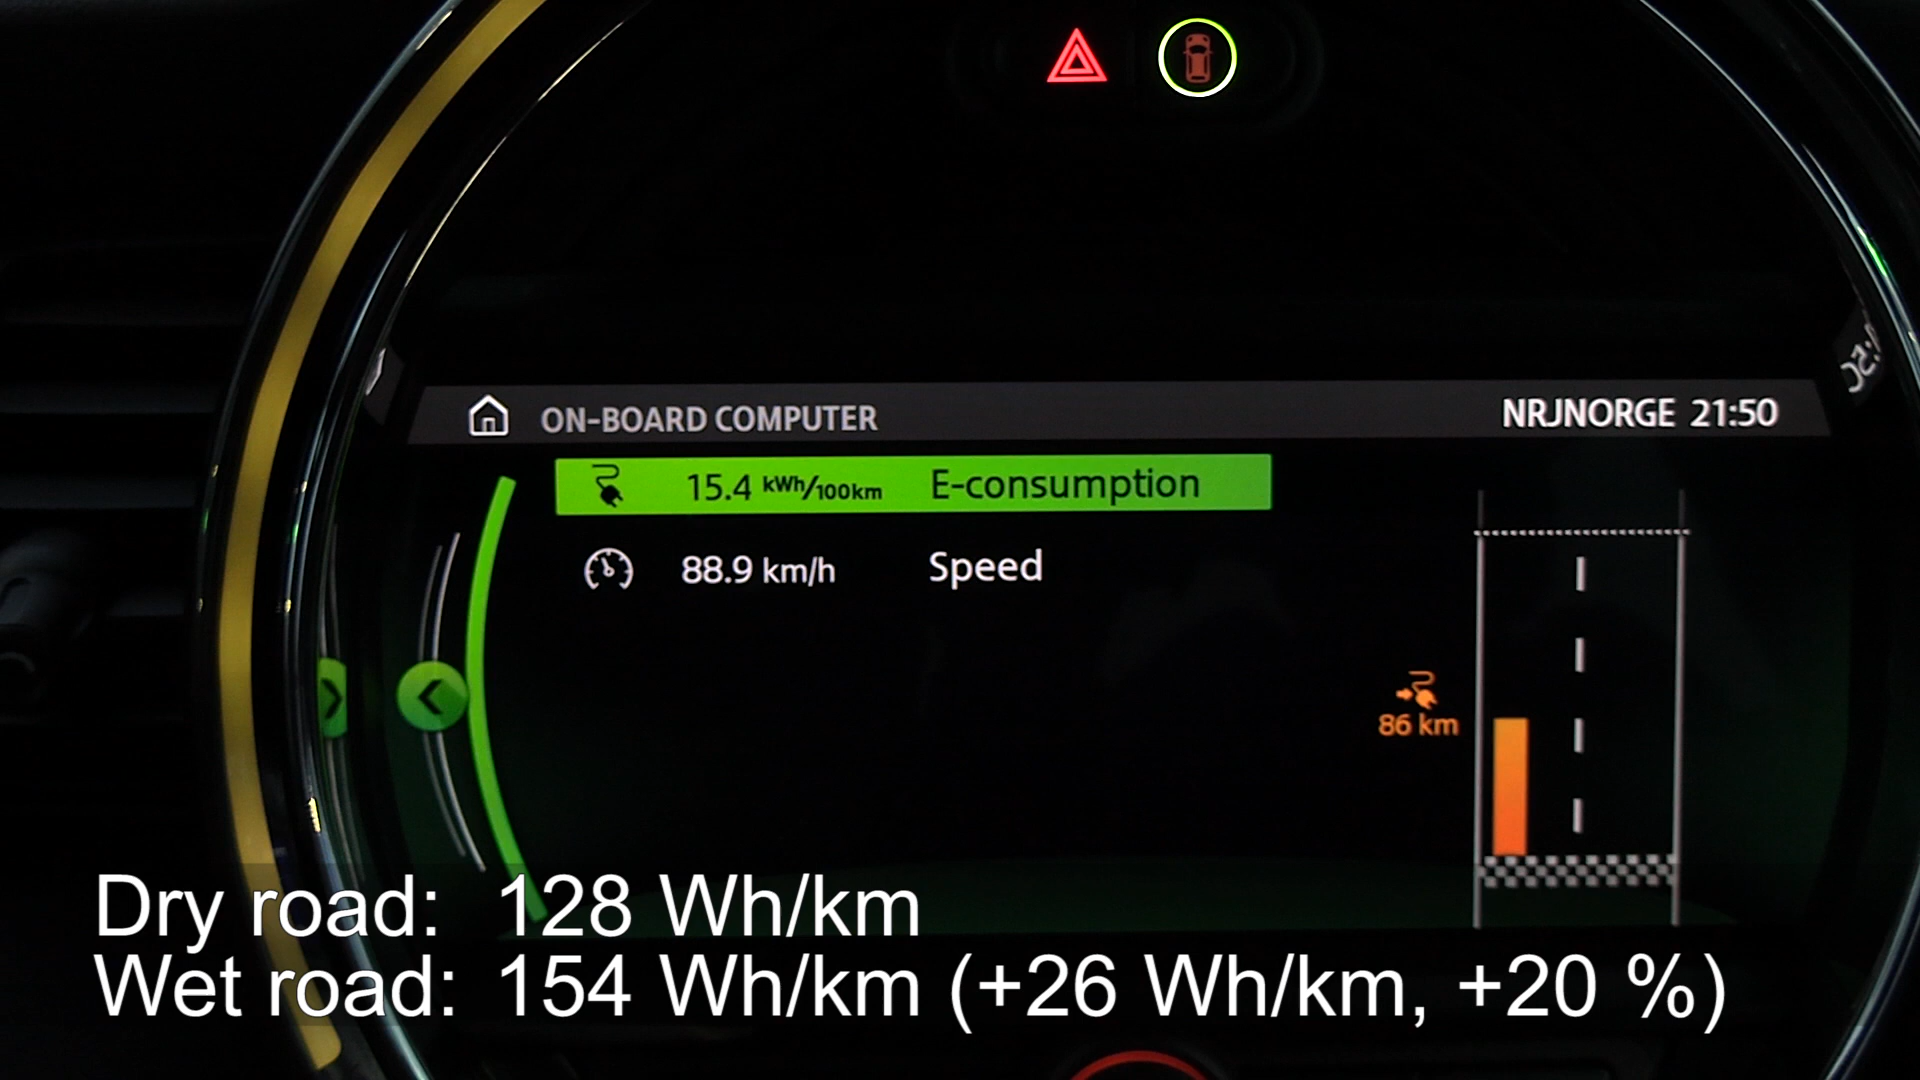 ON-BOARD COMPUTER NRJNORGE 21:50
15.4 kWh/100km E-consumption
88.9 km/h Speed
86 km
Dry road: 128 Wh/km
Wet road: 154 Wh/km (+26 Wh/km, +20 %)